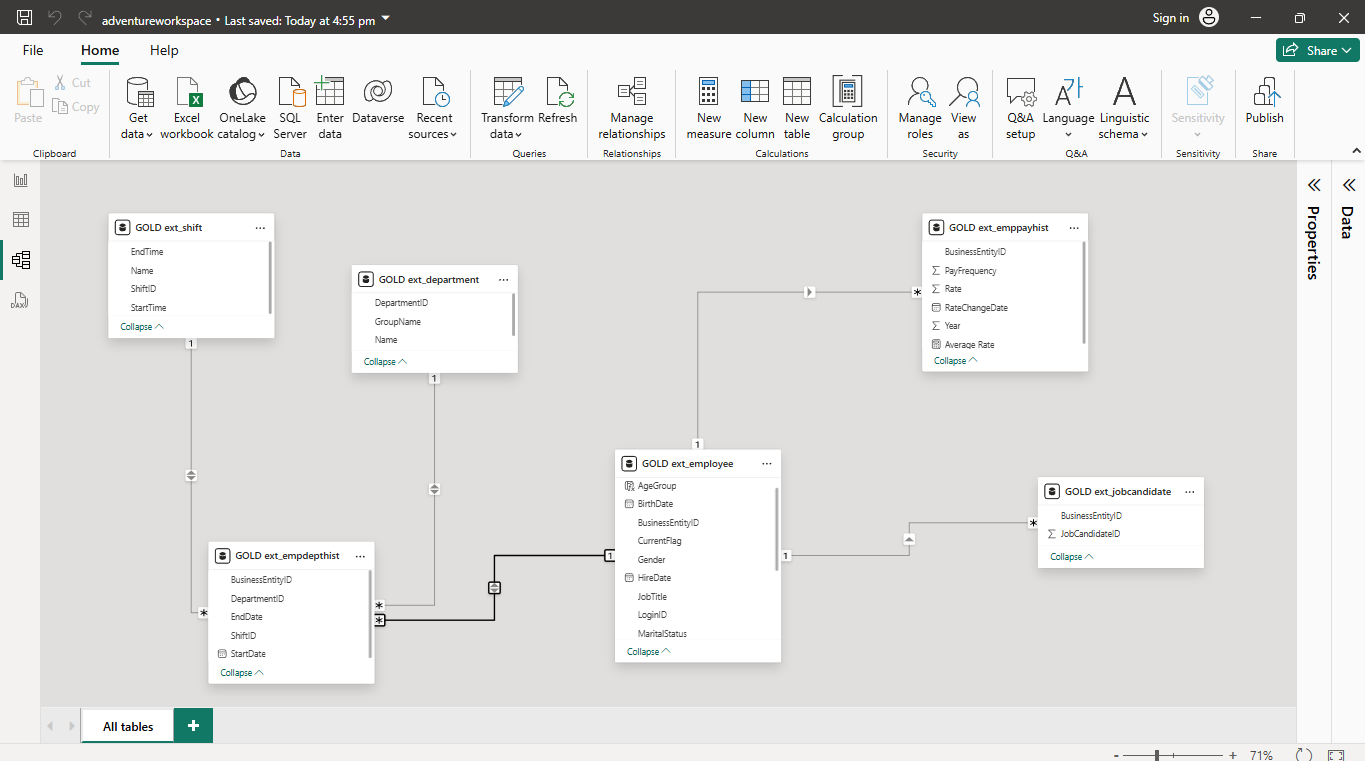 adventureworkspace • Last saved: Today at 4:55 pm
Sign in
File Home Help
Share
Paste
Cut
Copy
Get data
Excel workbook
OneLake catalog
SQL Server
Enter data
Dataverse
Recent sources
Transform data
Refresh
Manage relationships
New measure
New column
New table
Calculation group
Manage roles
View as
Q&A setup
Language
Linguistic schema
Sensitivity
Publish
Clipboard
Data
Queries
Relationships
Calculations
Security
Q&A
Sensitivity
Share
DAX
Properties
Data
GOLD ext_shift
EndTime
Name
ShiftID
StartTime
Collapse
1
GOLD ext_department
DepartmentID
GroupName
Name
Collapse
1
GOLD ext_emppayhist
BusinessEntityID
Σ PayFrequency
Σ Rate
RateChangeDate
Σ Year
Average Rate
Collapse
*
1
GOLD ext_employee
AgeGroup
BirthDate
BusinessEntityID
CurrentFlag
Gender
HireDate
JobTitle
LoginID
MaritalStatus
Collapse
1
1
GOLD ext_jobcandidate
BusinessEntityID
Σ JobCandidateID
Collapse
*
GOLD ext_empdepthist
BusinessEntityID
DepartmentID
EndDate
ShiftID
StartDate
Collapse
*
*
*
All tables
+
- + 71%